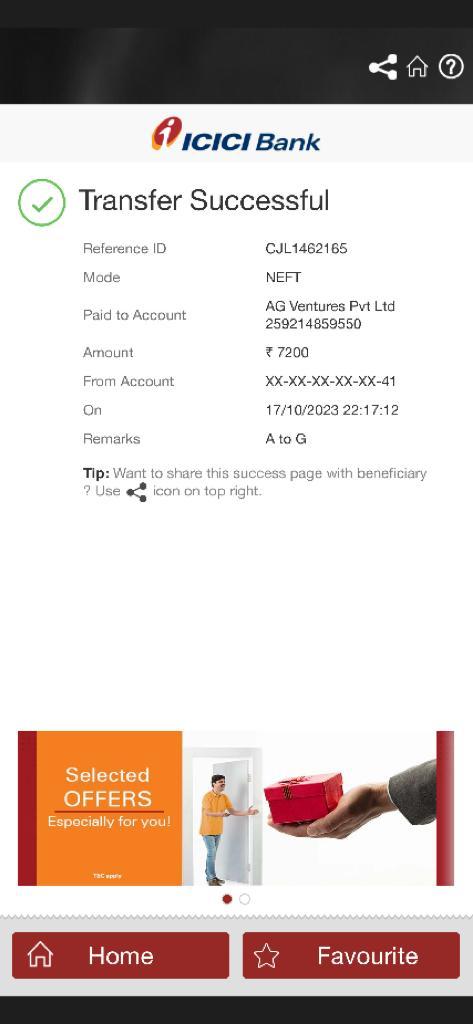 ICICI Bank
Transfer Successful
Reference ID CJL1462165
Mode NEFT
Paid to Account AG Ventures Pvt Ltd
259214859550
Amount ₹ 7200
From Account XX-XX-XX-XX-XX-41
On 17/10/2023 22:17:12
Remarks A to G
Tip: Want to share this success page with beneficiary
? Use icon on top right.
Selected
OFFERS
Especially for you!
T&C apply
Home Favourite